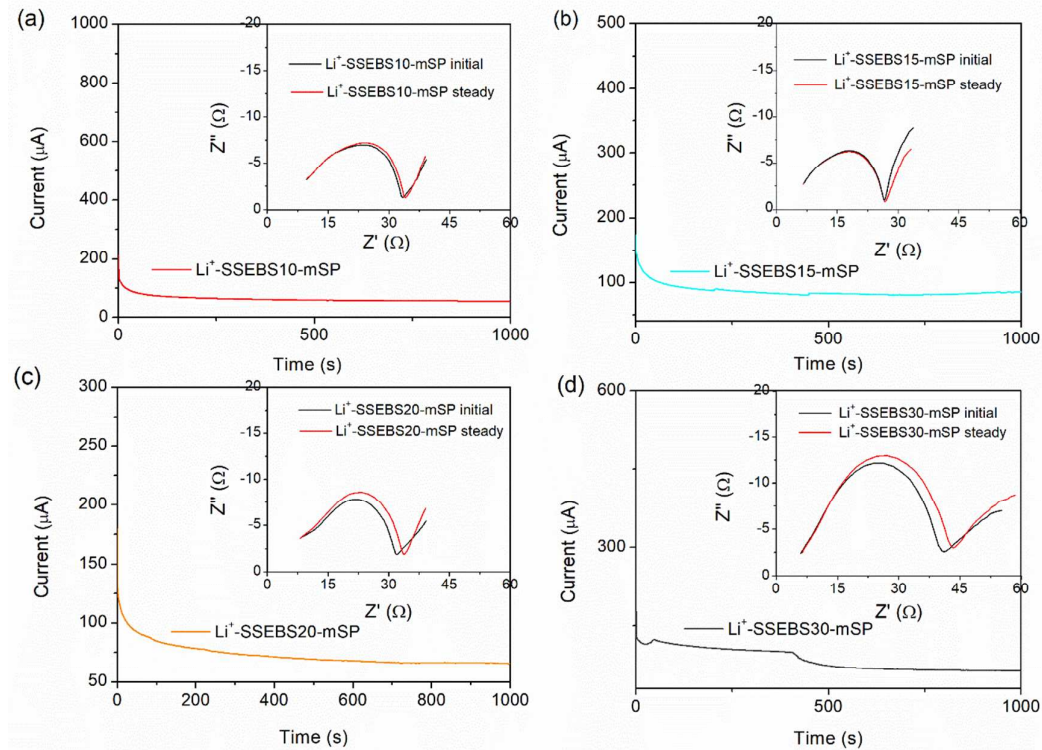 (a)
1000
800
600
400
200
0
Current (μA)
0
500
1000
Time (s)
Li⁺-SSEBS10-mSP
-20
-15
-10
-5
0
Z'' (Ω)
0 15 30 45 60
Z' (Ω)
Li⁺-SSEBS10-mSP initial
Li⁺-SSEBS10-mSP steady
(b)
500
400
300
200
100
Current (μA)
0
500
1000
Time (s)
Li⁺-SSEBS15-mSP
-20
-15
-10
-5
0
Z'' (Ω)
0 15 30 45 60
Z' (Ω)
Li⁺-SSEBS15-mSP initial
Li⁺-SSEBS15-mSP steady
(c)
300
250
200
150
100
50
Current (μA)
0 200 400 600 800 1000
Time (s)
Li⁺-SSEBS20-mSP
-20
-15
-10
-5
0
Z'' (Ω)
0 15 30 45 60
Z' (Ω)
Li⁺-SSEBS20-mSP initial
Li⁺-SSEBS20-mSP steady
(d)
600
300
Current (μA)
0
500
1000
Time (s)
Li⁺-SSEBS30-mSP
20
-15
-10
-5
0
Z'' (Ω)
0 15 30 45 60
Z' (Ω)
Li⁺-SSEBS30-mSP initial
Li⁺-SSEBS30-mSP steady